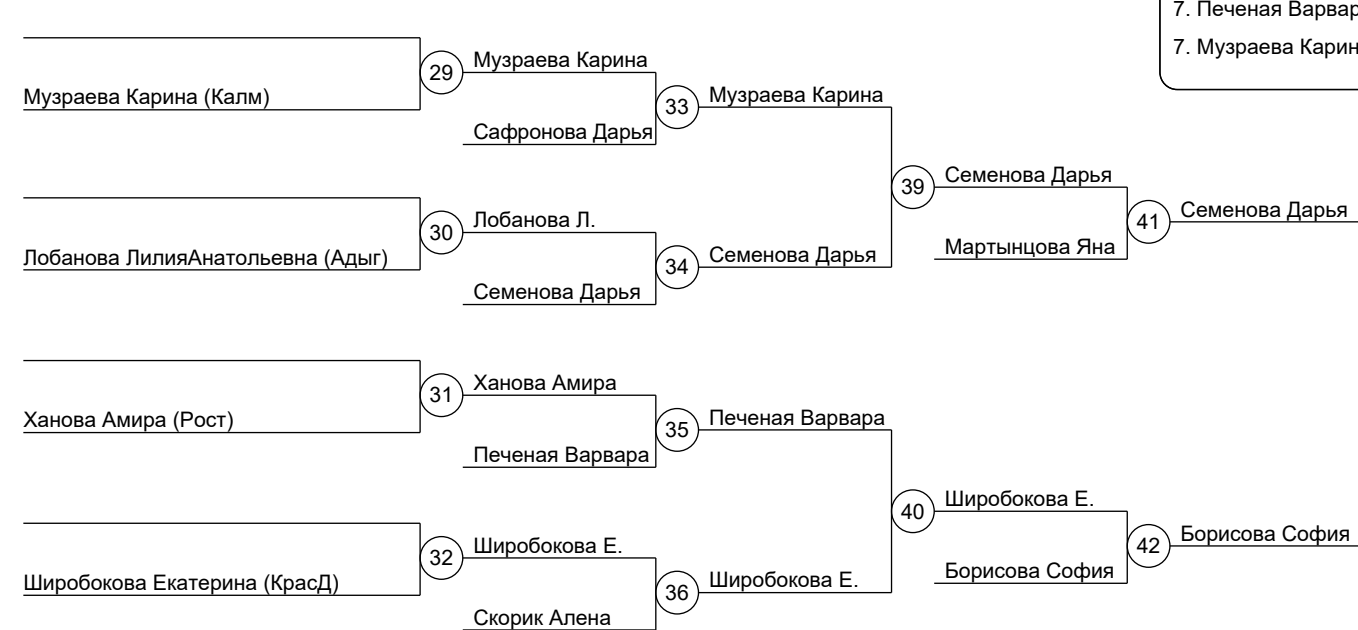 7. Печеная Варвар
7. Музраева Карин
29
Музраева Карина
Музраева Карина (Калм)
33
Музраева Карина
Сафронова Дарья
39
Семенова Дарья
41
Семенова Дарья
Мартынцова Яна
30
Лобанова Л.
Лобанова ЛилияАнатольевна (Адыг)
34
Семенова Дарья
Семенова Дарья
31
Ханова Амира
Ханова Амира (Рост)
35
Печеная Варвара
Печеная Варвара
40
Широбокова Е.
42
Борисова София
Борисова София
32
Широбокова Е.
Широбокова Екатерина (КрасД)
36
Широбокова Е.
Скорик Алена